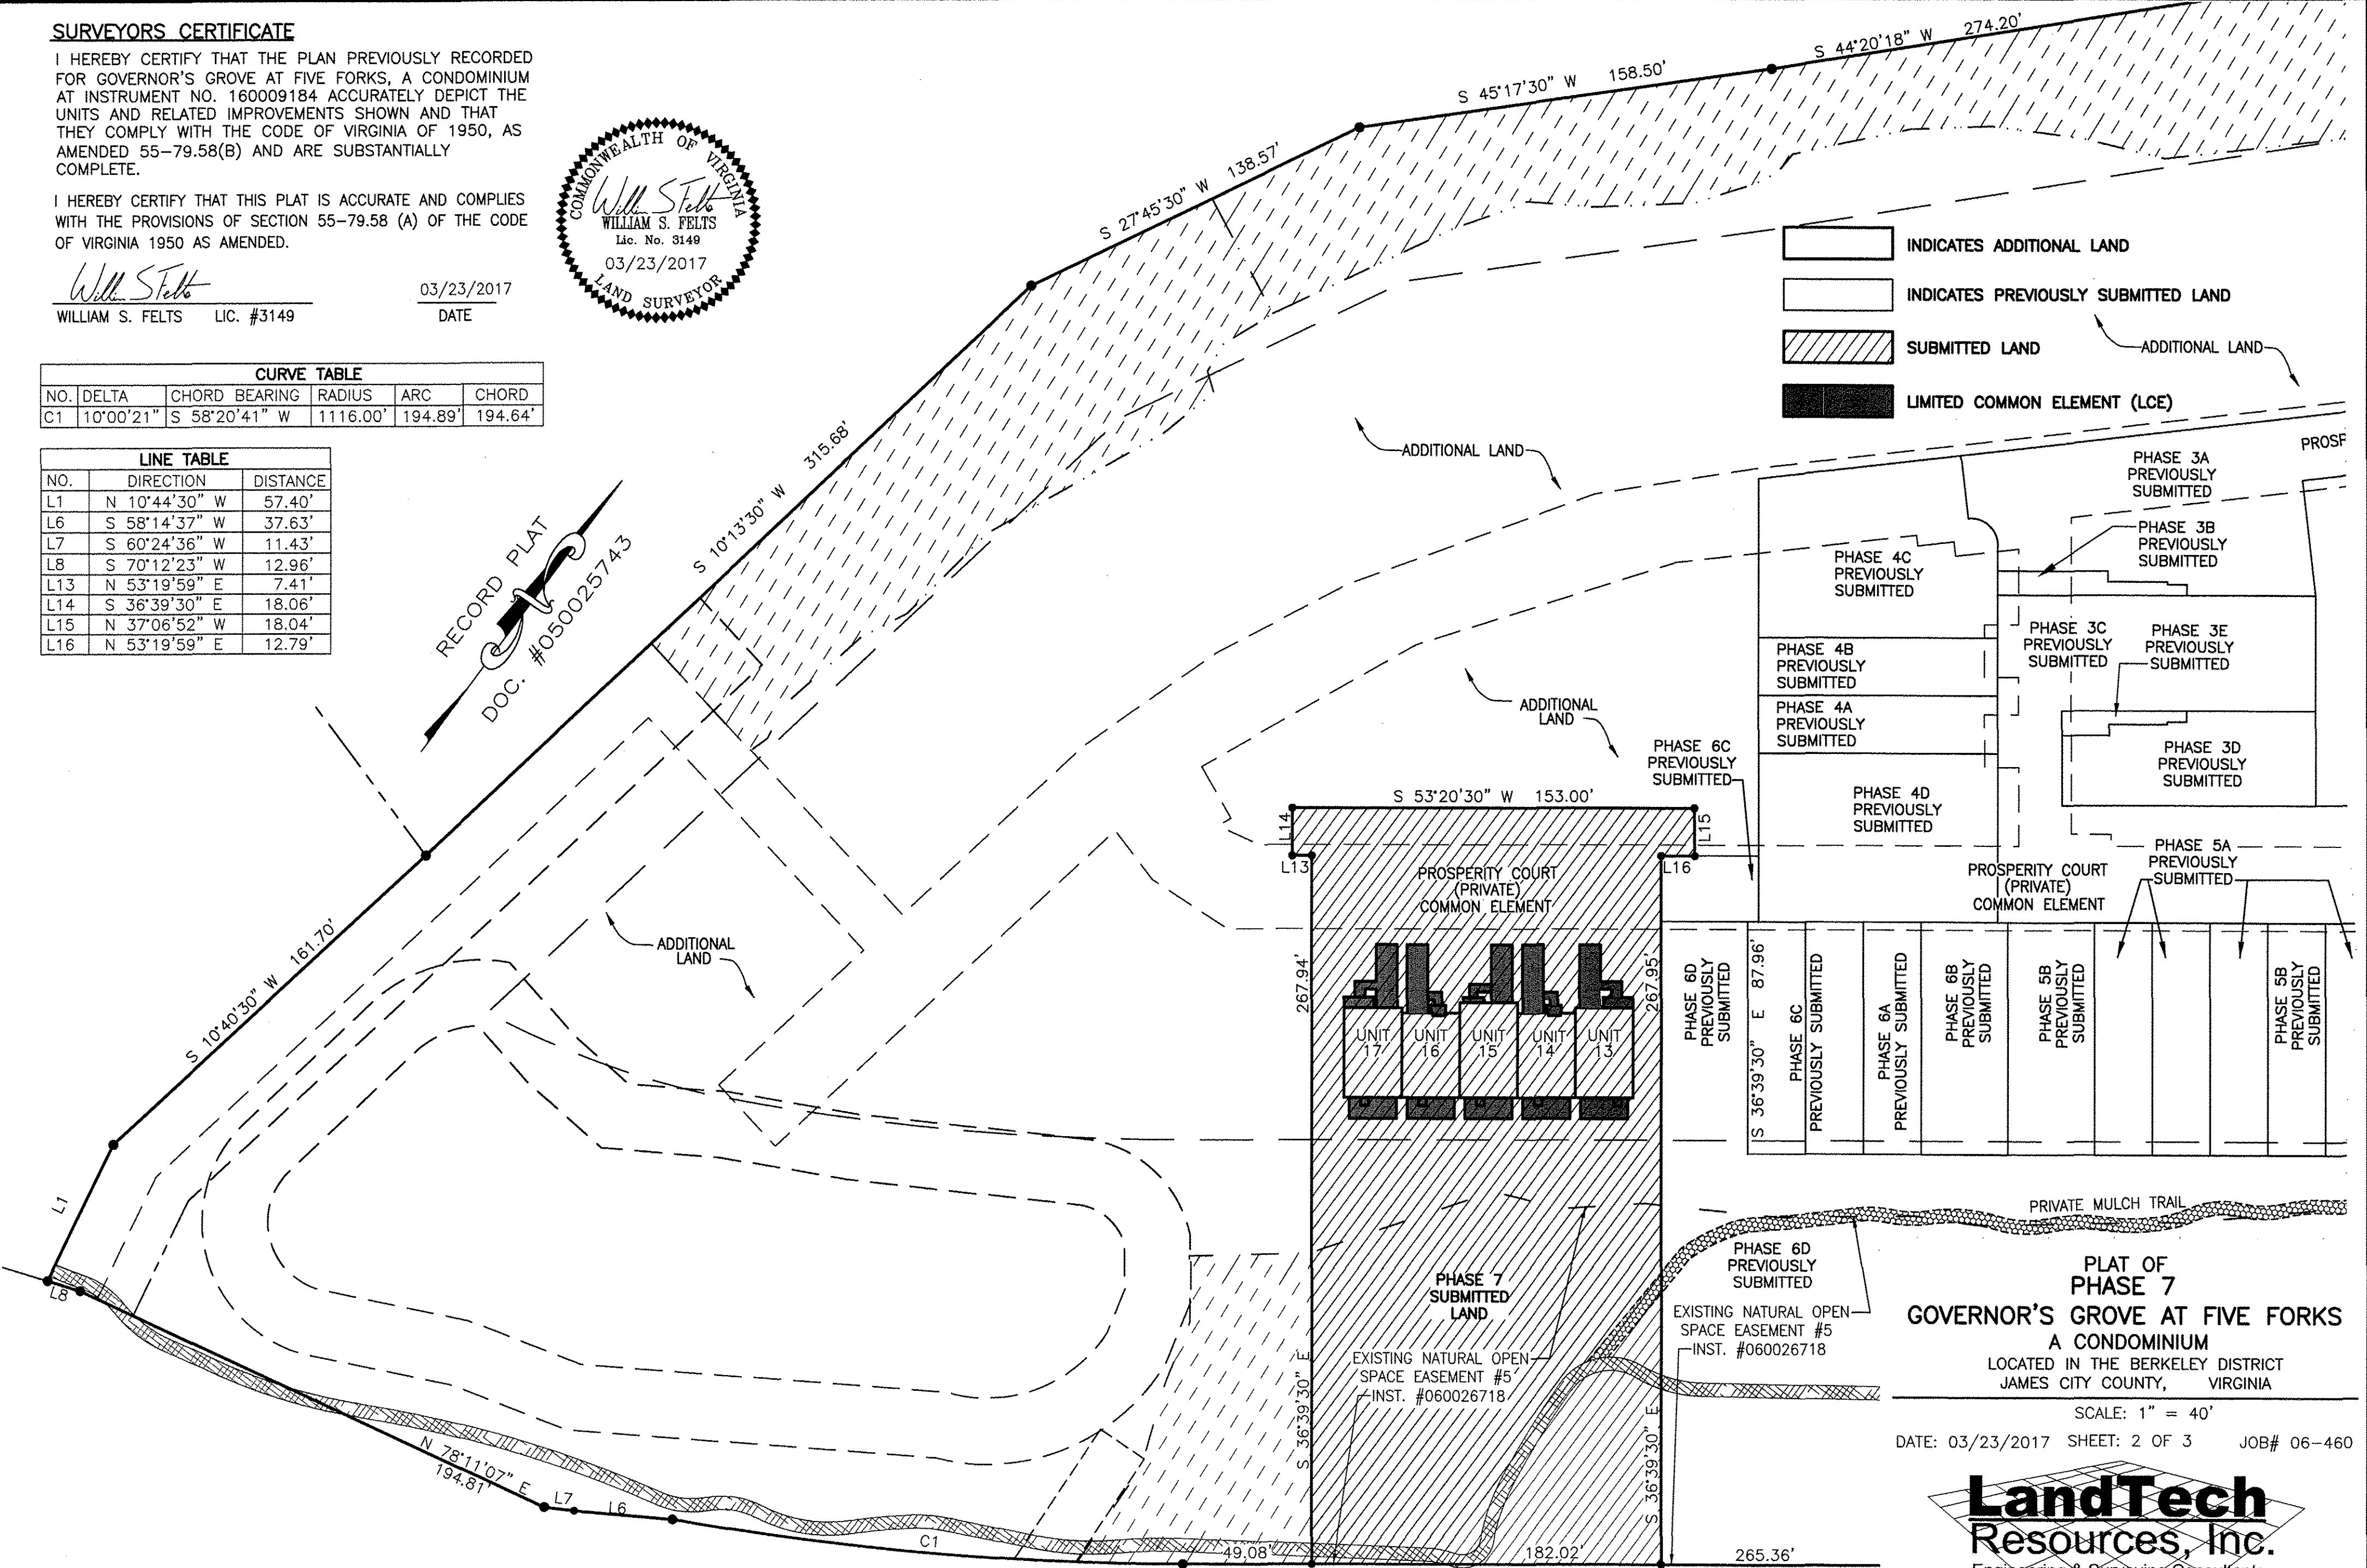 SURVEYORS CERTIFICATE
I HEREBY CERTIFY THAT THE PLAN PREVIOUSLY RECORDED
FOR GOVERNOR'S GROVE AT FIVE FORKS, A CONDOMINIUM
AT INSTRUMENT NO. 160009184 ACCURATELY DEPICT THE
UNITS AND RELATED IMPROVEMENTS SHOWN AND THAT
THEY COMPLY WITH THE CODE OF VIRGINIA OF 1950, AS
AMENDED 55-79.58(B) AND ARE SUBSTANTIALLY
COMPLETE.
I HEREBY CERTIFY THAT THIS PLAT IS ACCURATE AND COMPLIES
WITH THE PROVISIONS OF SECTION 55-79.58 (A) OF THE CODE
OF VIRGINIA 1950 AS AMENDED.
William S Felts
03/23/2017
WILLIAM S. FELTS LIC. #3149
DATE
COMMONWEALTH OF VIRGINIA
William S Felts
WILLIAM S. FELTS
Lic. No. 3149
03/23/2017
LAND SURVEYOR
CURVE TABLE
NO. DELTA CHORD BEARING RADIUS ARC CHORD
C1 10°00'21" S 58°20'41" W 1116.00' 194.89' 194.64'
LINE TABLE
NO. DIRECTION DISTANCE
L1 N 10°44'30" W 57.40'
L6 S 58°14'37" W 37.63'
L7 S 60°24'36" W 11.43'
L8 S 70°12'23" W 12.96'
L13 N 53°19'59" E 7.41'
L14 S 36°39'30" E 18.06'
L15 N 37°06'52" W 18.04'
L16 N 53°19'59" E 12.79'
RECORD PLAT
DOC. #050025743
S 44°20'18" W 274.20'
S 45°17'30" W 158.50'
S 27°45'30" W 138.57'
S 10°13'30" W 315.68'
S 10°40'30" W 161.70'
L1
L8
N 78°11'07" E
194.81'
L7
L6
C1
49.08'
182.02'
265.36'
INDICATES ADDITIONAL LAND
INDICATES PREVIOUSLY SUBMITTED LAND
SUBMITTED LAND
LIMITED COMMON ELEMENT (LCE)
ADDITIONAL LAND
ADDITIONAL LAND
ADDITIONAL
LAND
ADDITIONAL
LAND
PROSP
PHASE 3A
PREVIOUSLY
SUBMITTED
PHASE 3B
PREVIOUSLY
SUBMITTED
PHASE 4C
PREVIOUSLY
SUBMITTED
PHASE 3C
PREVIOUSLY
SUBMITTED
PHASE 3E
PREVIOUSLY
SUBMITTED
PHASE 4B
PREVIOUSLY
SUBMITTED
PHASE 4A
PREVIOUSLY
SUBMITTED
PHASE 6C
PREVIOUSLY
SUBMITTED
PHASE 3D
PREVIOUSLY
SUBMITTED
PHASE 4D
PREVIOUSLY
SUBMITTED
PHASE 5A
PREVIOUSLY
SUBMITTED
PROSPERITY COURT
(PRIVATE)
COMMON ELEMENT
S 53°20'30" W 153.00'
L14
L13
L15
L16
PROSPERITY COURT
(PRIVATE)
COMMON ELEMENT
267.94'
267.95'
UNIT
17
UNIT
16
UNIT
15
UNIT
14
UNIT
13
PHASE 6D
PREVIOUSLY
SUBMITTED
S 36°39'30" E 87.96'
PHASE 6C
PREVIOUSLY SUBMITTED
PHASE 6A
PREVIOUSLY SUBMITTED
PHASE 6B
PREVIOUSLY
SUBMITTED
PHASE 5B
PREVIOUSLY
SUBMITTED
PHASE 5B
PREVIOUSLY
SUBMITTED
PRIVATE MULCH TRAIL
PHASE 6D
PREVIOUSLY
SUBMITTED
EXISTING NATURAL OPEN
SPACE EASEMENT #5
INST. #060026718
PHASE 7
SUBMITTED
LAND
EXISTING NATURAL OPEN
SPACE EASEMENT #5
INST. #060026718
S 36°39'30" E
S 36°39'30" E
PLAT OF
PHASE 7
GOVERNOR'S GROVE AT FIVE FORKS
A CONDOMINIUM
LOCATED IN THE BERKELEY DISTRICT
JAMES CITY COUNTY, VIRGINIA
SCALE: 1" = 40'
DATE: 03/23/2017 SHEET: 2 OF 3 JOB# 06-460
LandTech
Resources, Inc.